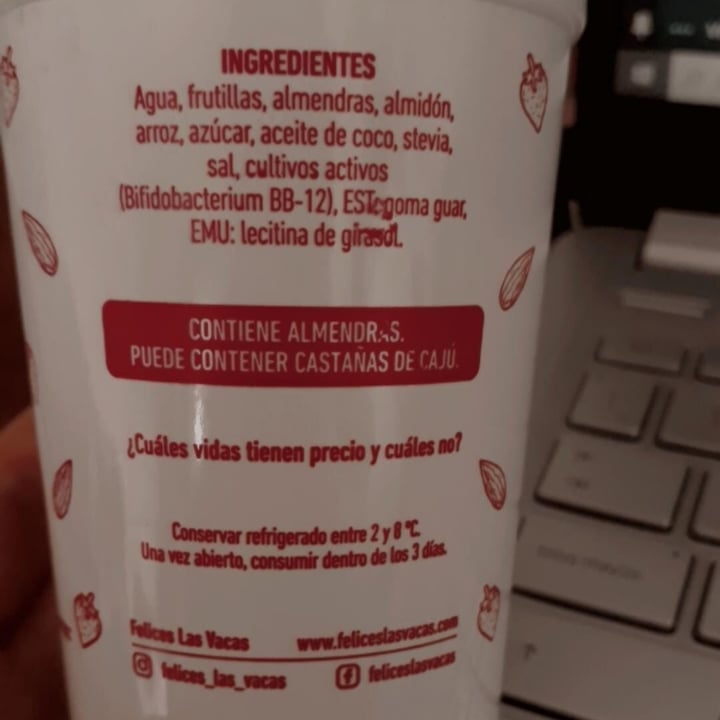 INGREDIENTES
Agua, frutillas, almendras, almidón,
arroz, azúcar, aceite de coco, stevia,
sal, cultivos activos
(Bifidobacterium BB-12), EST: goma guar,
EMU: lecitina de girasol.
CONTIENE ALMENDRAS.
PUEDE CONTENER CASTAÑAS DE CAJÚ.
¿Cuáles vidas tienen precio y cuáles no?
Conservar refrigerado entre 2 y 8 °C.
Una vez abierto, consumir dentro de los 3 días.
Felices Las Vacas www.feliceslasvacas.com
felices_las_vacas feliceslasvacas